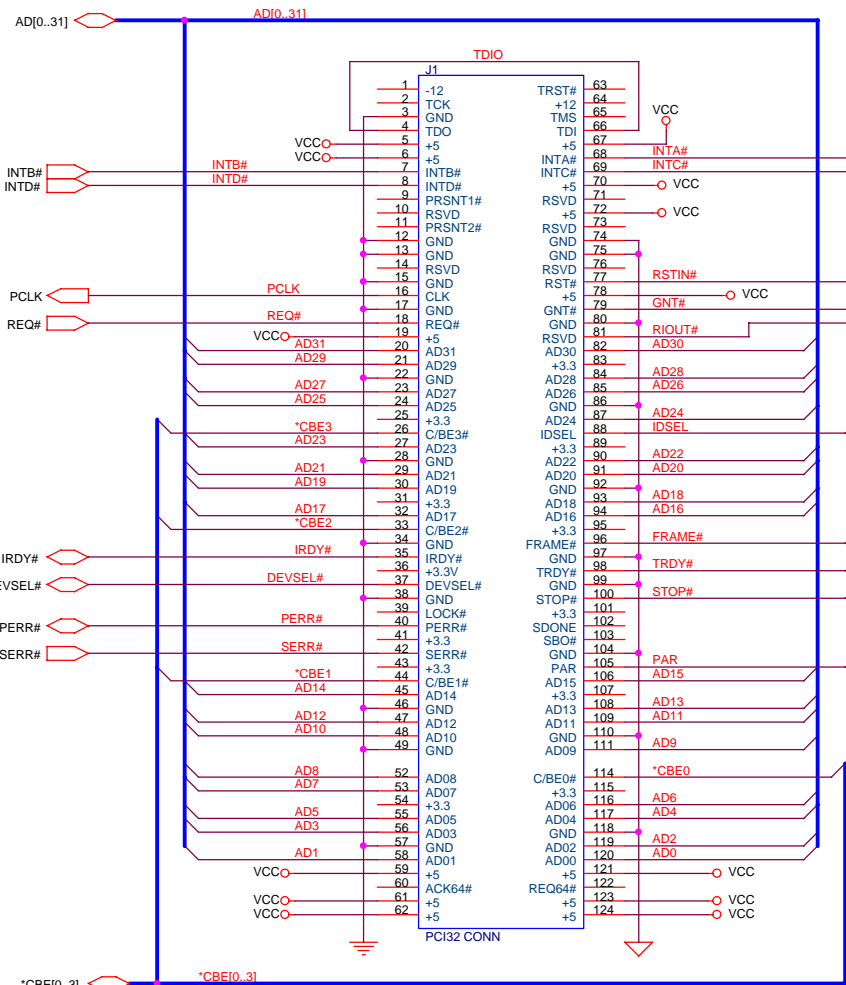 AD[0..31] AD[0..31]
TDIO
J1
1 -12 TRST# 63
2 TCK +12 64 VCC
3 GND TMS 65
4 TDO TDI 66
VCC 5 +5 +5 67
VCC 6 +5 INTA# 68 INTA#
INTB# INTB# 7 INTB# INTC# 69 INTC#
INTD# INTD# 8 INTD# +5 70 VCC
9 PRSNT1# RSVD 71
10 RSVD +5 72 VCC
11 PRSNT2# RSVD 73
12 GND GND 74
13 GND GND 75
14 RSVD RSVD 76
15 GND RST# 77 RSTIN#
PCLK PCLK 16 CLK +5 78 VCC
17 GND GNT# 79 GNT#
REQ# REQ# 18 REQ# GND 80
VCC 19 +5 RSVD 81 RIOUT#
AD31 20 AD31 AD30 82 AD30
AD29 21 AD29 +3.3 83
22 GND AD28 84 AD28
AD27 23 AD27 AD26 85 AD26
AD25 24 AD25 GND 86
25 +3.3 AD24 87 AD24
*CBE3 26 C/BE3# IDSEL 88 IDSEL
AD23 27 AD23 +3.3 89
28 GND AD22 90 AD22
AD21 29 AD21 AD20 91 AD20
AD19 30 AD19 GND 92
31 +3.3 AD18 93 AD18
AD17 32 AD17 AD16 94 AD16
*CBE2 33 C/BE2# +3.3 95
34 GND FRAME# 96 FRAME#
IRDY# IRDY# 35 IRDY# GND 97
36 +3.3V TRDY# 98 TRDY#
EVSEL# DEVSEL# 37 DEVSEL# GND 99
38 GND STOP# 100 STOP#
39 LOCK# +3.3 101
PERR# PERR# 40 PERR# SDONE 102
41 +3.3 SBO# 103
SERR# SERR# 42 SERR# GND 104
43 +3.3 PAR 105 PAR
*CBE1 44 C/BE1# AD15 106 AD15
AD14 45 AD14 +3.3 107
46 GND AD13 108 AD13
AD12 47 AD12 AD11 109 AD11
AD10 48 AD10 GND 110
49 GND AD09 111 AD9
AD8 52 AD08 C/BE0# 114 *CBE0
AD7 53 AD07 +3.3 115
54 +3.3 AD06 116 AD6
AD5 55 AD05 AD04 117 AD4
AD3 56 AD03 GND 118
57 GND AD02 119 AD2
AD1 58 AD01 AD00 120 AD0
VCC 59 +5 +5 121 VCC
60 ACK64# REQ64# 122
VCC 61 +5 +5 123 VCC
VCC 62 +5 +5 124 VCC
PCI32 CONN
*CBE[0..3] *CBE[0..3]